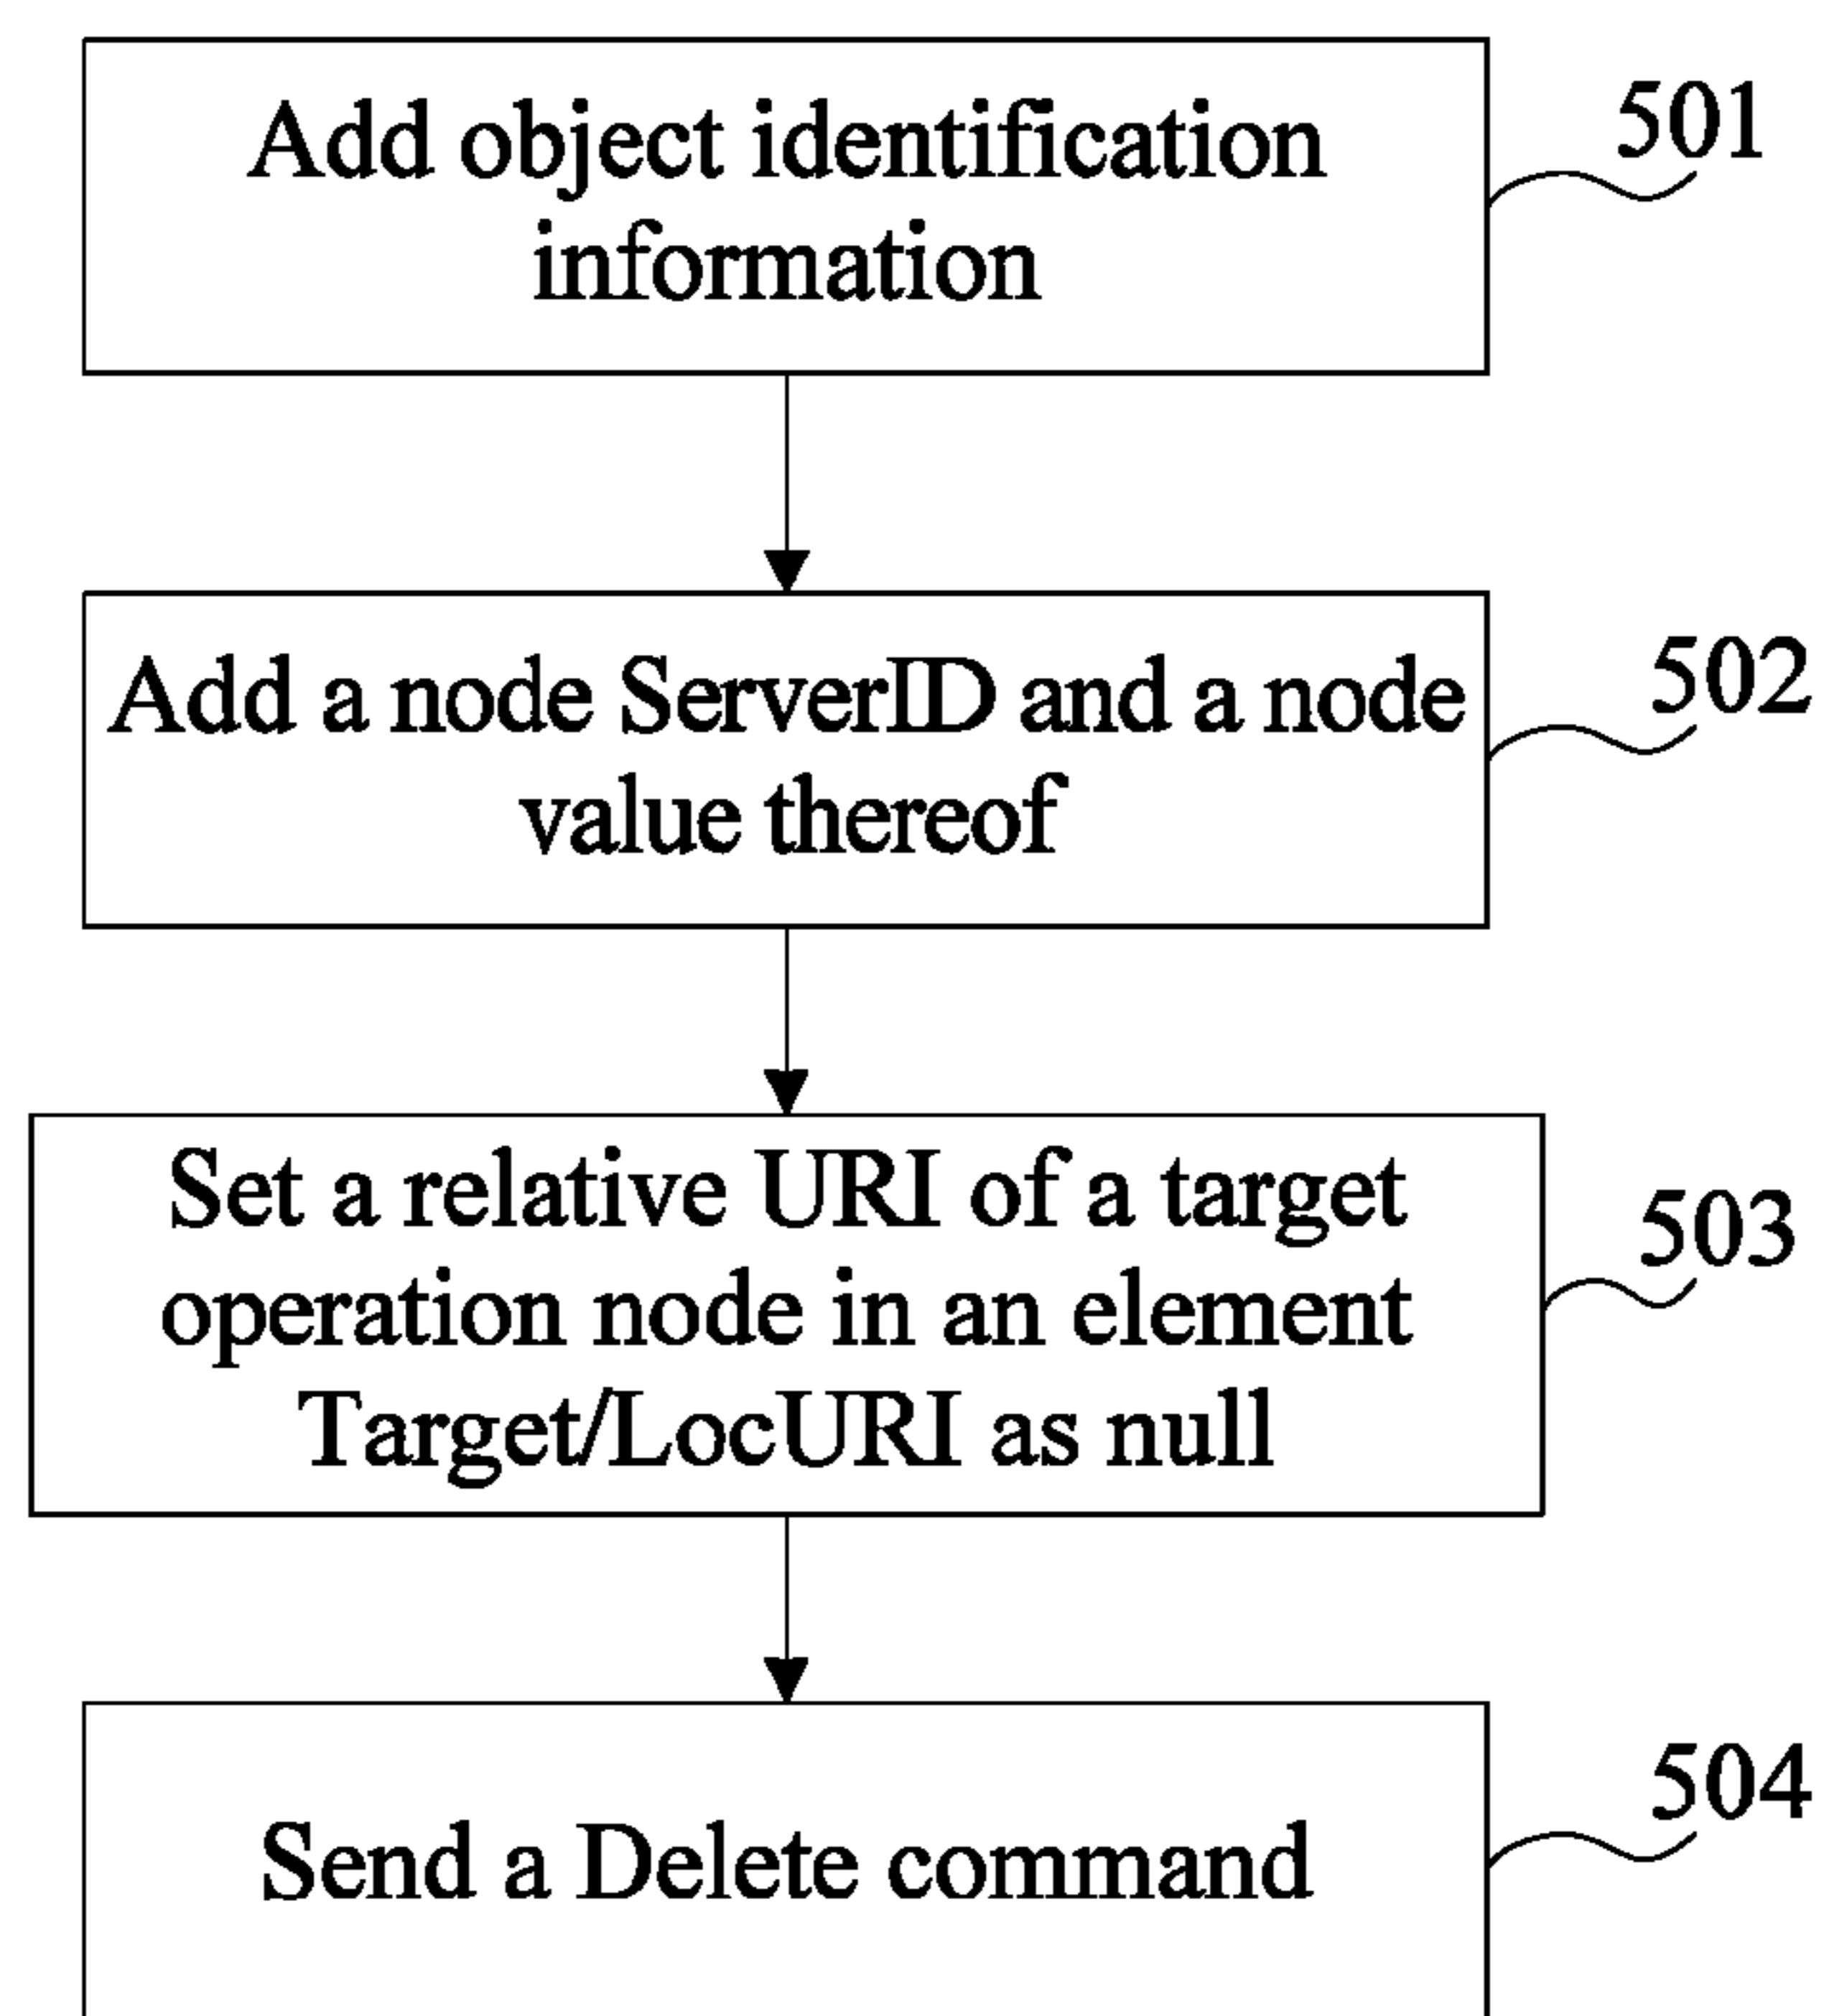 Add object identification
information
501
Add a node ServerID and a node
value thereof
502
Set a relative URI of a target
operation node in an element
Target/LocURI as null
503
Send a Delete command
504